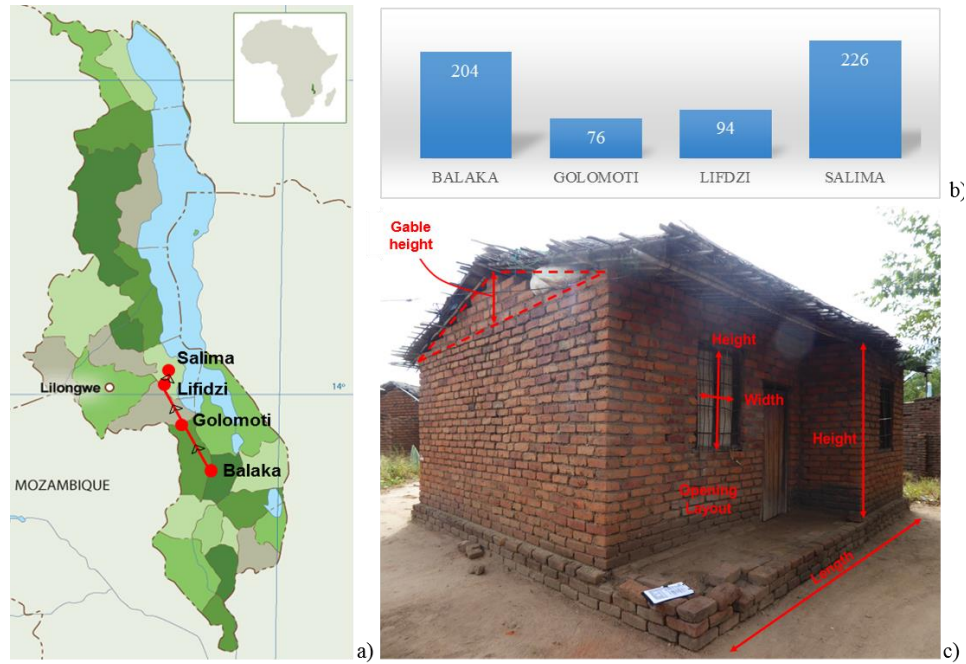 Salima
Lilongwe
Lifidzi
14°
Golomoti
Balaka
MOZAMBIQUE
a)
204
76
94
226
BALAKA
GOLOMOTI
LIFDZI
SALIMA
b)
Gable
height
Height
Width
Height
Opening
Layout
Length
c)